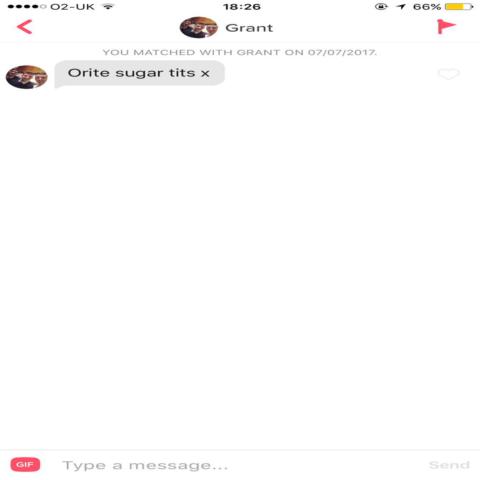 O2-UK 18:26 66%
Grant
YOU MATCHED WITH GRANT ON 07/07/2017.
Orite sugar tits x
GIF Type a message... Send